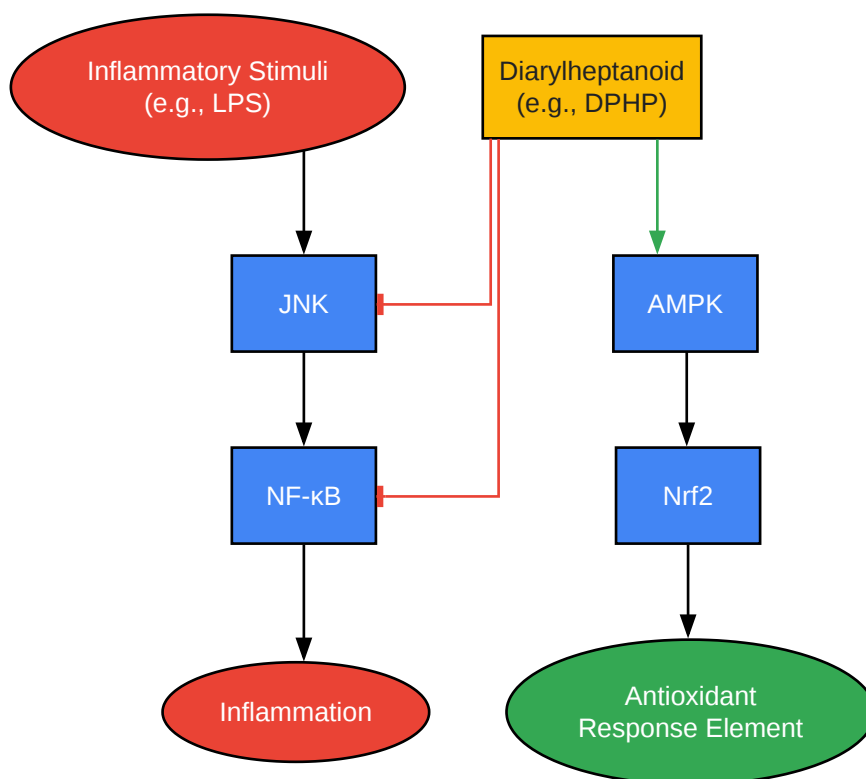 Inflammatory Stimuli
(e.g., LPS)
Diarylheptanoid
(e.g., DPHP)
JNK
AMPK
NF-κB
Nrf2
Inflammation
Antioxidant
Response Element